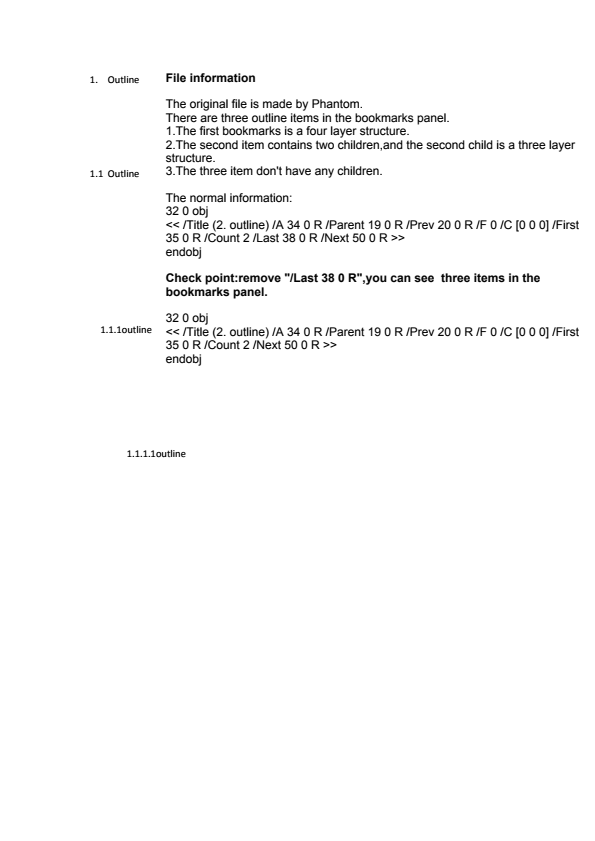 1. Outline
File information
The original file is made by Phantom.
There are three outline items in the bookmarks panel.
1.The first bookmarks is a four layer structure.
2.The second item contains two children,and the second child is a three layer
structure.
1.1 Outline
3.The three item don't have any children.
The normal information:
32 0 obj
<< /Title (2. outline) /A 34 0 R /Parent 19 0 R /Prev 20 0 R /F 0 /C [0 0 0] /First
35 0 R /Count 2 /Last 38 0 R /Next 50 0 R >>
endobj
Check point:remove "/Last 38 0 R",you can see  three items in the
bookmarks panel.
32 0 obj
1.1.1outline
<< /Title (2. outline) /A 34 0 R /Parent 19 0 R /Prev 20 0 R /F 0 /C [0 0 0] /First
35 0 R /Count 2 /Next 50 0 R >>
endobj
1.1.1.1outline